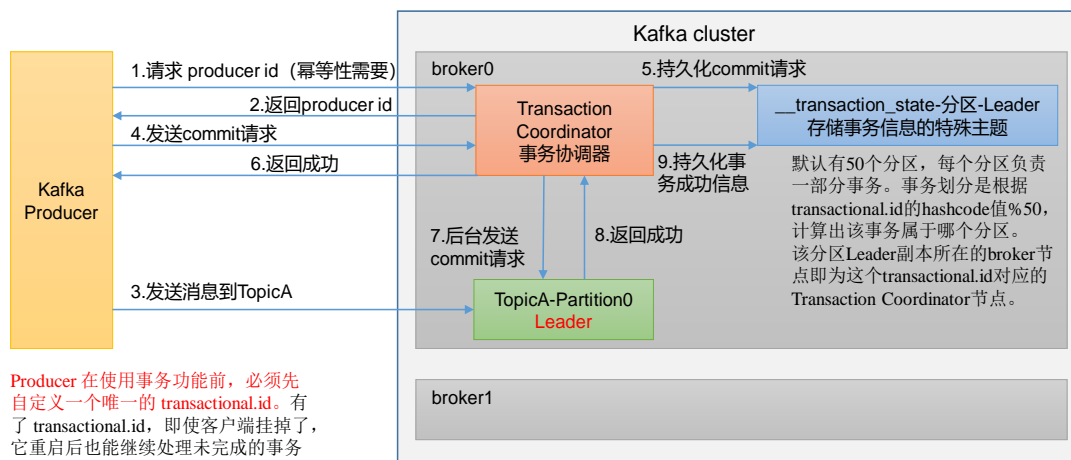 Kafka cluster
broker0
1.请求 producer id（幂等性需要）
5.持久化commit请求
2.返回producer id
4.发送commit请求
6.返回成功
Transaction
Coordinator
事务协调器
__transaction_state-分区-Leader
存储事务信息的特殊主题
9.持久化事
务成功信息
默认有50个分区，每个分区负责
一部分事务。事务划分是根据
transactional.id的hashcode值%50，
计算出该事务属于哪个分区。
该分区Leader副本所在的broker节
点即为这个transactional.id对应的
Transaction Coordinator节点。
Kafka
Producer
7.后台发送
commit请求
8.返回成功
3.发送消息到TopicA
TopicA-Partition0
Leader
Producer 在使用事务功能前，必须先
自定义一个唯一的 transactional.id。有
了 transactional.id，即使客户端挂掉了，
它重启后也能继续处理未完成的事务
broker1